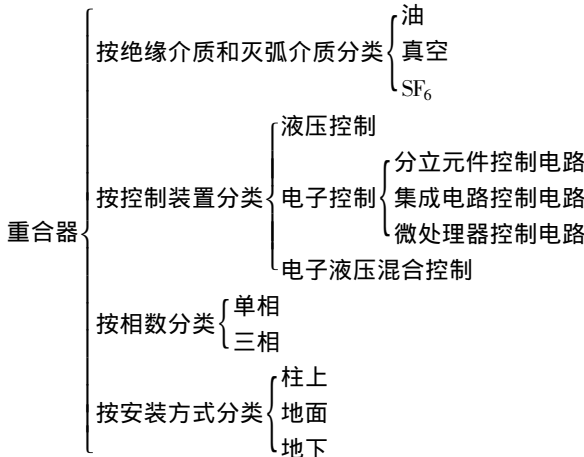 油
按绝缘介质和灭弧介质分类
真空
SF₆
液压控制
分立元件控制电路
按控制装置分类
电子控制
集成电路控制电路
重合器
微处理器控制电路
电子液压混合控制
单相
按相数分类
三相
柱上
按安装方式分类
地面
地下